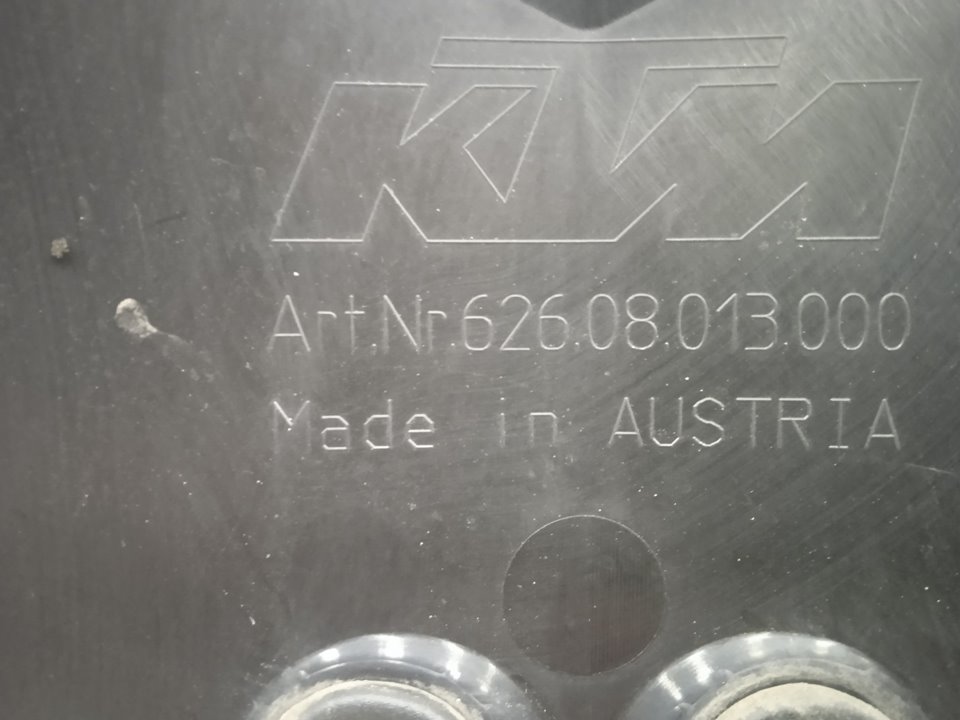 KTM
Art.Nr.626.08.013.000
Made in AUSTRIA